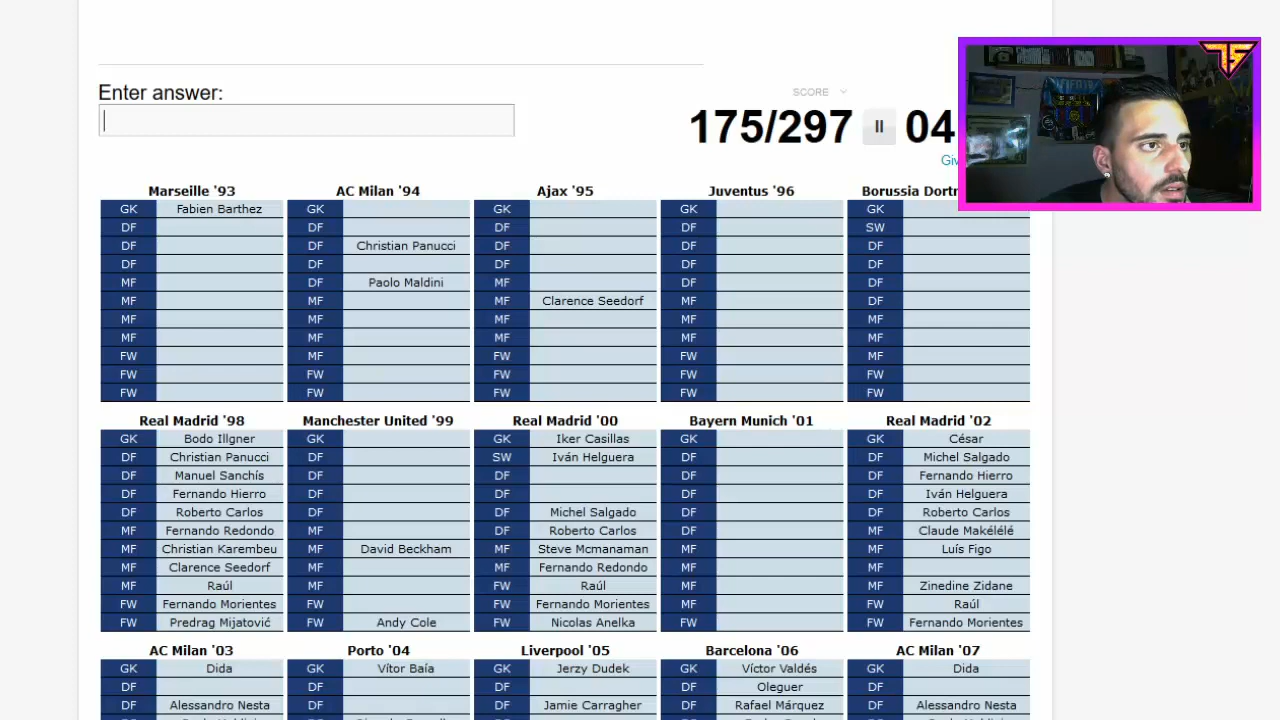 Enter answer:
SCORE
175/297
04
Giv
Marseille '93
GK Fabien Barthez
DF
DF
DF
MF
MF
MF
MF
FW
FW
FW
AC Milan '94
GK
DF
DF Christian Panucci
DF
DF Paolo Maldini
MF
MF
MF
MF
FW
FW
Ajax '95
GK
DF
DF
DF
MF
MF Clarence Seedorf
MF
MF
FW
FW
FW
Juventus '96
GK
DF
DF
DF
DF
MF
MF
MF
FW
FW
FW
Borussia Dortm
GK
SW
DF
DF
DF
DF
MF
MF
MF
FW
FW
Real Madrid '98
GK Bodo Illgner
DF Christian Panucci
DF Manuel Sanchís
DF Fernando Hierro
DF Roberto Carlos
MF Fernando Redondo
MF Christian Karembeu
MF Clarence Seedorf
MF Raúl
FW Fernando Morientes
FW Predrag Mijatović
Manchester United '99
GK
DF
DF
DF
DF
MF
MF David Beckham
MF
MF
FW
FW Andy Cole
Real Madrid '00
GK Iker Casillas
SW Iván Helguera
DF
DF
DF Michel Salgado
DF Roberto Carlos
MF Steve Mcmanaman
MF Fernando Redondo
FW Raúl
FW Fernando Morientes
FW Nicolas Anelka
Bayern Munich '01
GK
DF
DF
DF
DF
MF
MF
MF
MF
MF
FW
Real Madrid '02
GK César
DF Michel Salgado
DF Fernando Hierro
DF Iván Helguera
DF Roberto Carlos
MF Claude Makélélé
MF Luís Figo
MF
MF Zinedine Zidane
FW Raúl
FW Fernando Morientes
AC Milan '03
GK Dida
DF
DF Alessandro Nesta
Porto '04
GK Vítor Baía
DF
DF
Liverpool '05
GK Jerzy Dudek
DF
DF Jamie Carragher
Barcelona '06
GK Víctor Valdés
DF Oleguer
DF Rafael Márquez
AC Milan '07
GK Dida
DF
DF Alessandro Nesta